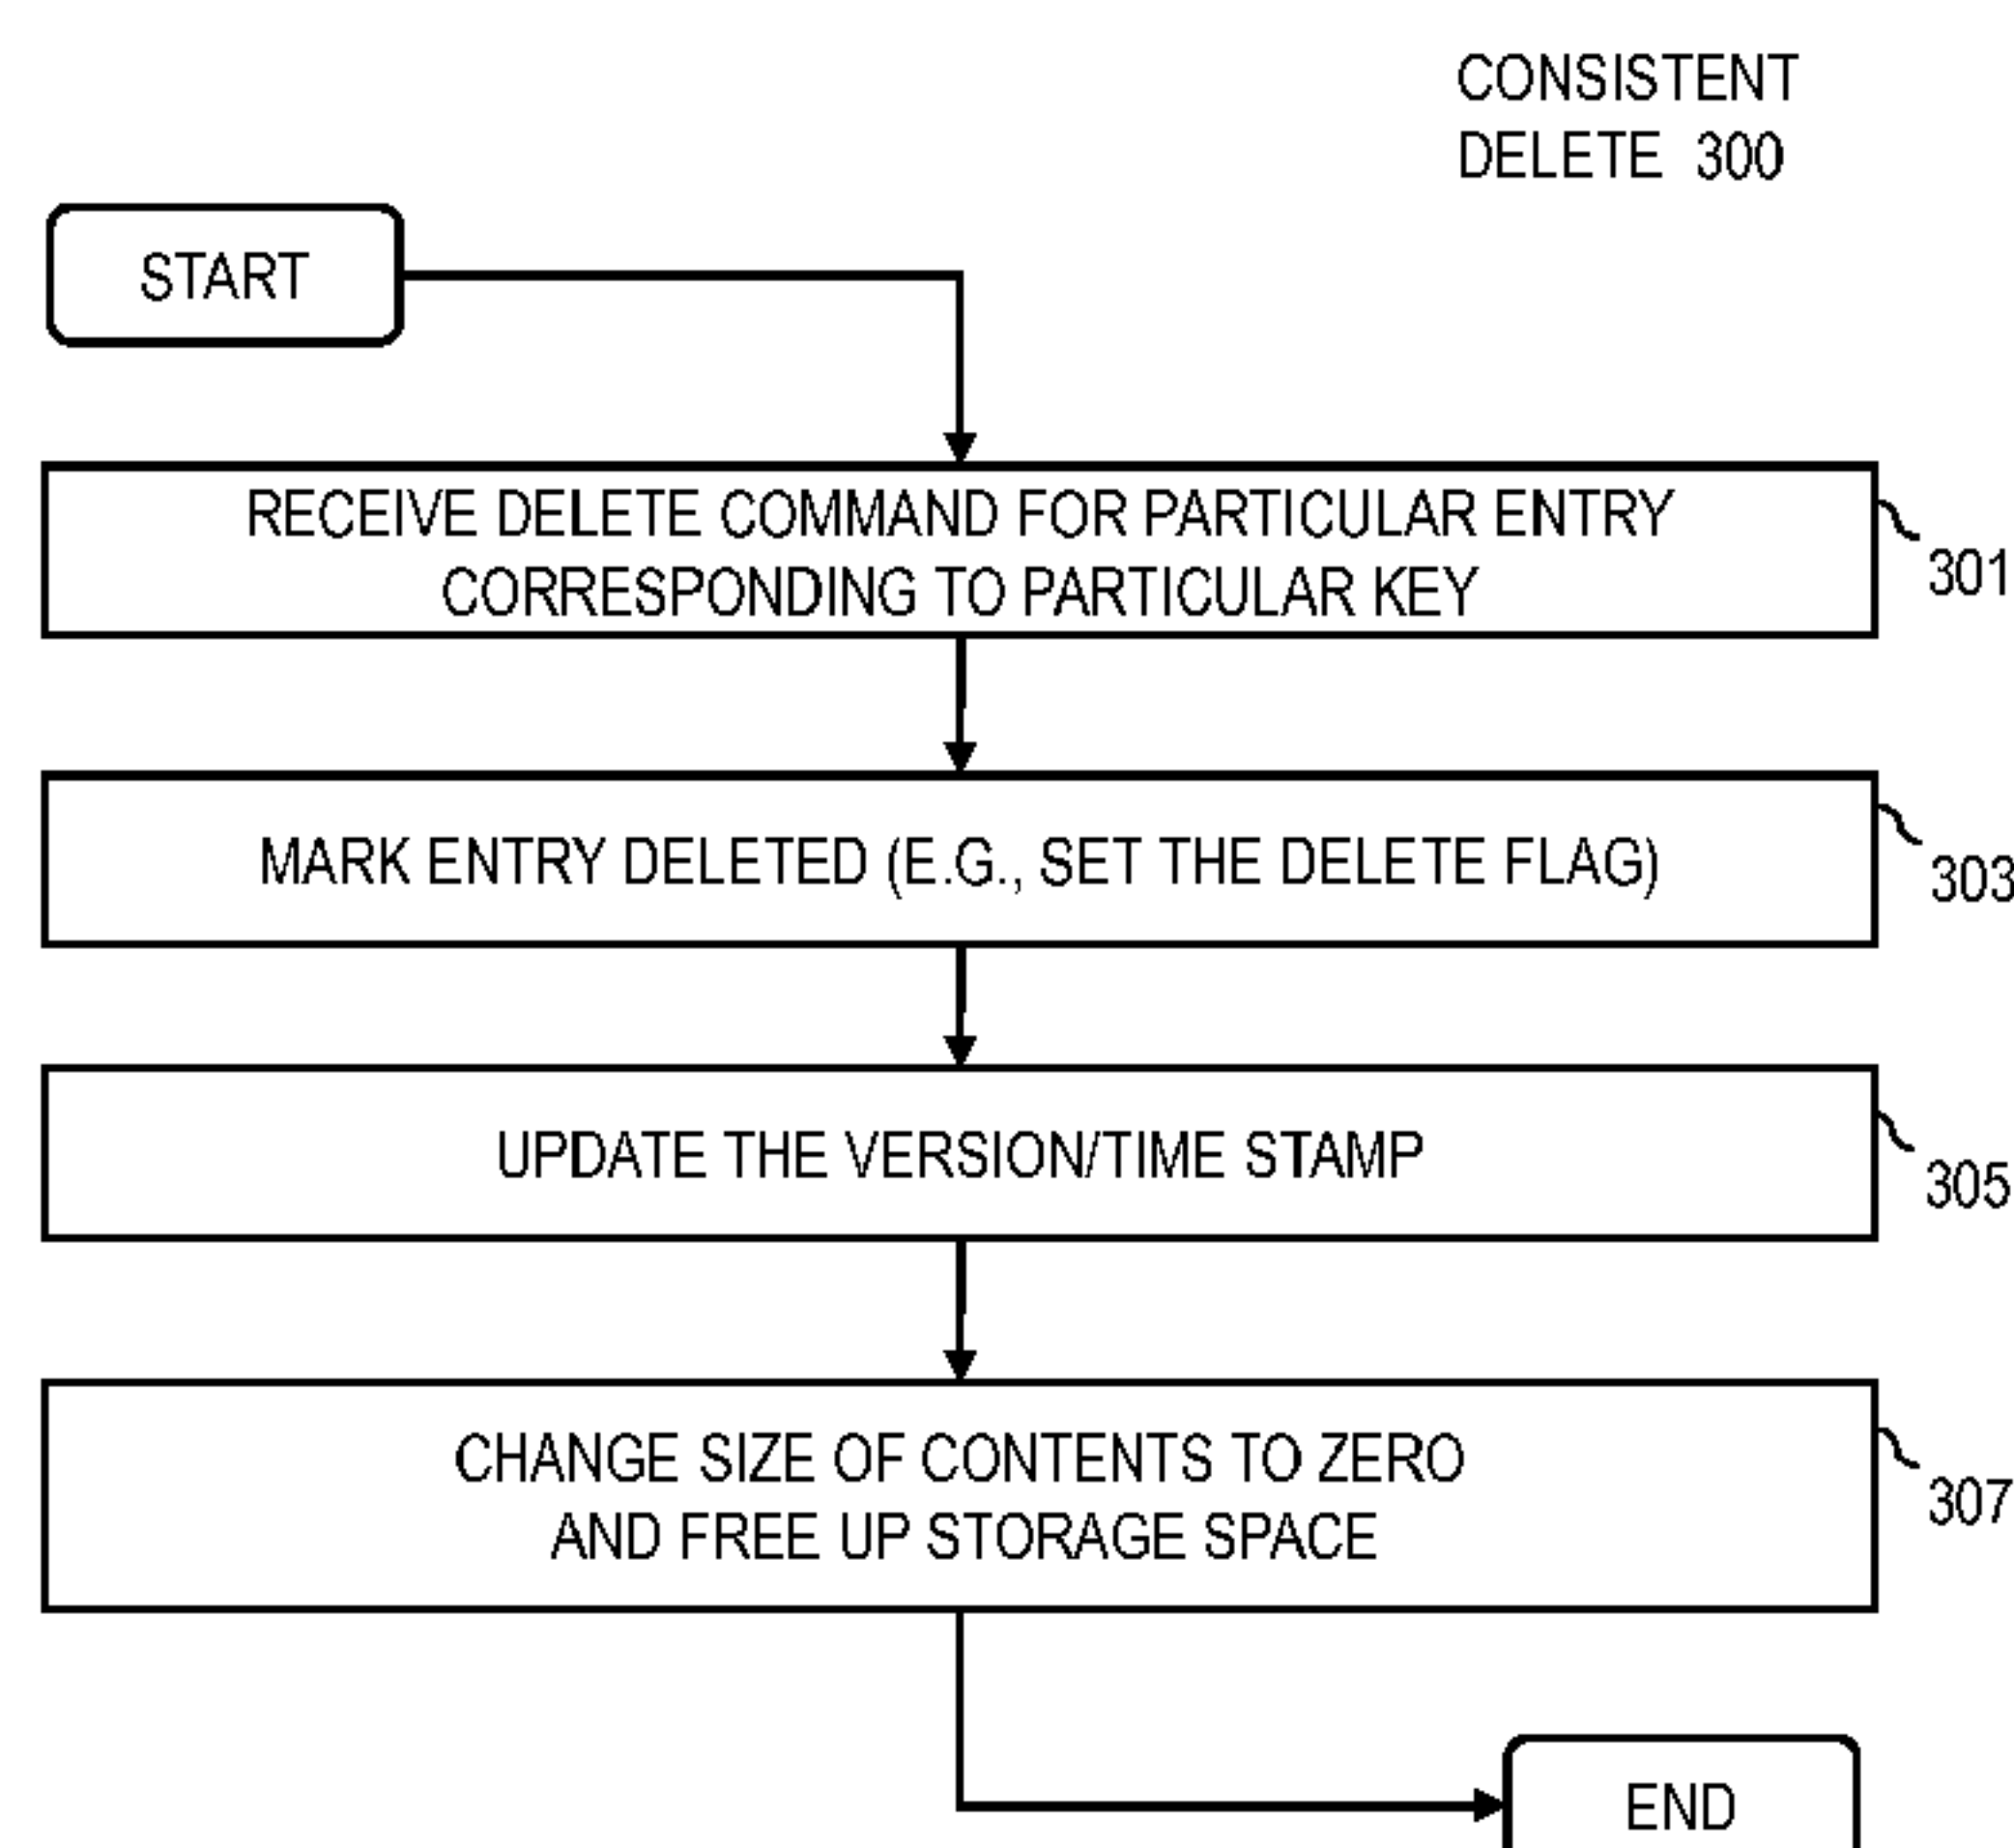 CONSISTENT
DELETE 300
START
RECEIVE DELETE COMMAND FOR PARTICULAR ENTRY
CORRESPONDING TO PARTICULAR KEY
301
MARK ENTRY DELETED (E.G., SET THE DELETE FLAG)
303
UPDATE THE VERSION/TIME STAMP
305
CHANGE SIZE OF CONTENTS TO ZERO
AND FREE UP STORAGE SPACE
307
END